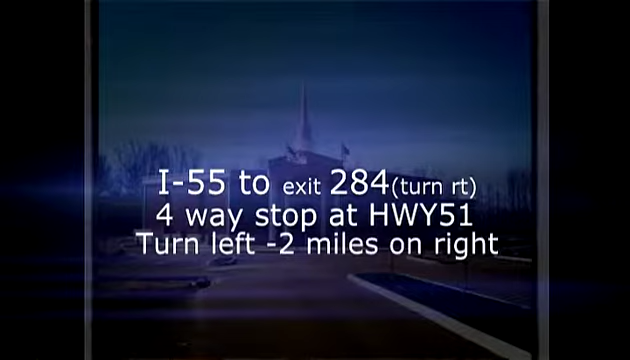 I-55 to exit 284(turn rt)
4 way stop at HWY51
Turn left -2 miles on right